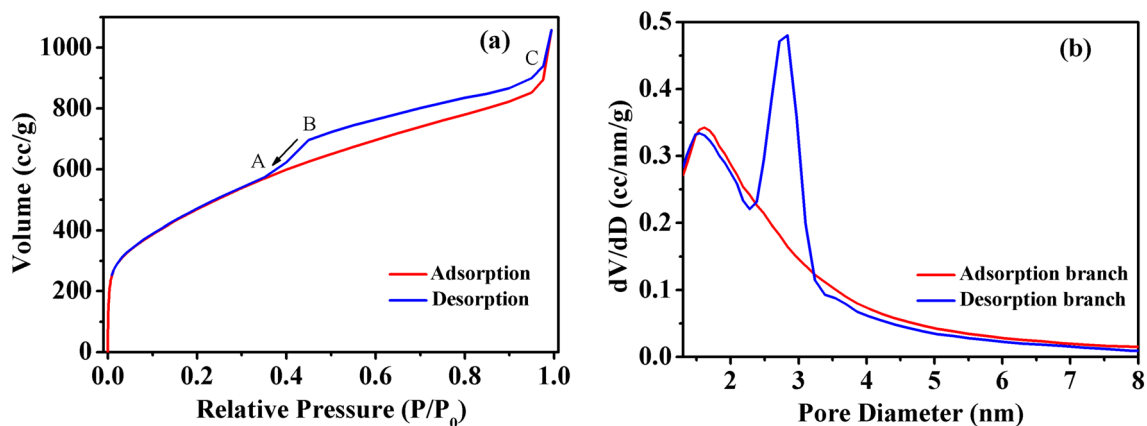 (a)
Volume (cc/g)
1000
800
600
400
200
0
A
B
C
Adsorption
Desorption
0.0 0.2 0.4 0.6 0.8 1.0
Relative Pressure (P/P0)
(b)
dV/dD (cc/nm/g)
0.5
0.4
0.3
0.2
0.1
0.0
Adsorption branch
Desorption branch
2 3 4 5 6 7 8
Pore Diameter (nm)